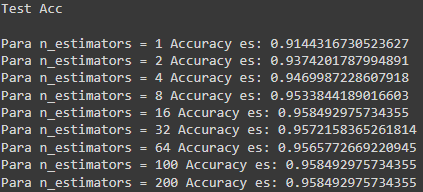 Test Acc
Para n_estimators = 1 Accuracy es: 0.9144316730523627
Para n_estimators = 2 Accuracy es: 0.9374201787994891
Para n_estimators = 4 Accuracy es: 0.9469987228607918
Para n_estimators = 8 Accuracy es: 0.9533844189016603
Para n_estimators = 16 Accuracy es: 0.958492975734355
Para n_estimators = 32 Accuracy es: 0.9572158365261814
Para n_estimators = 64 Accuracy es: 0.9565772669220945
Para n_estimators = 100 Accuracy es: 0.958492975734355
Para n_estimators = 200 Accuracy es: 0.958492975734355